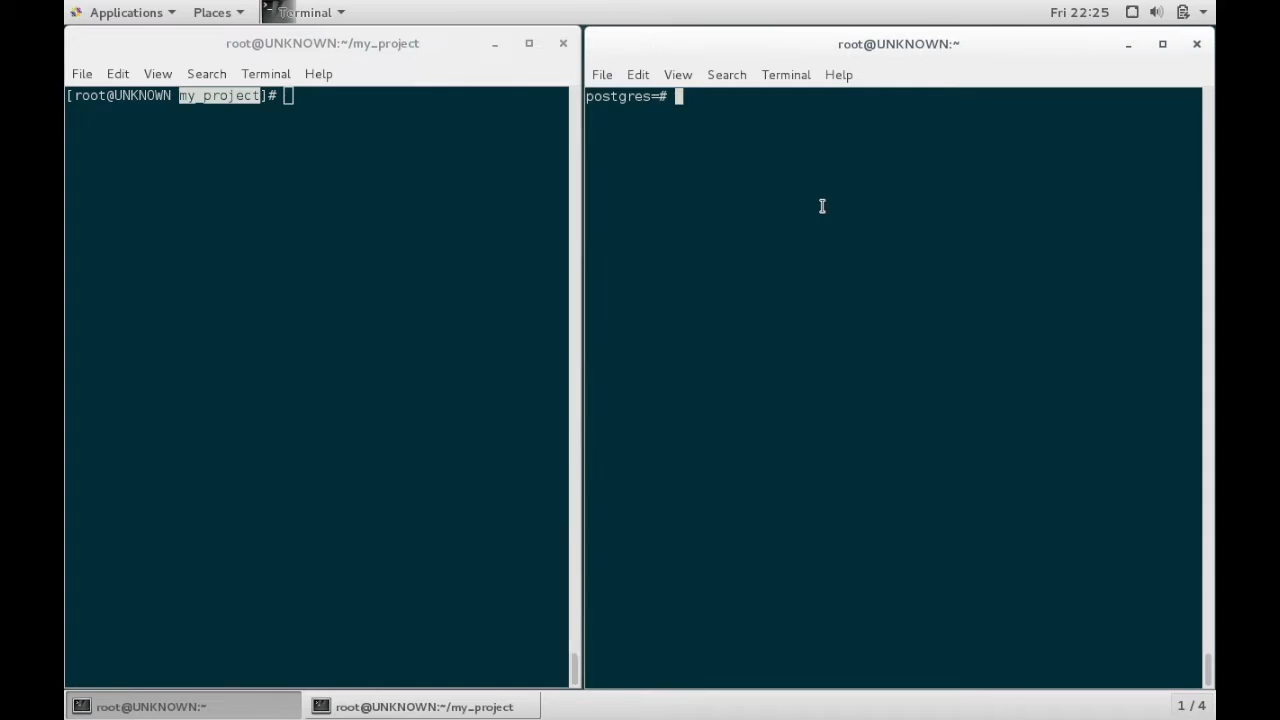 Applications Places Terminal Fri 22:25
root@UNKNOWN:~/my_project
File Edit View Search Terminal Help
[root@UNKNOWN my_project]#
root@UNKNOWN:~
File Edit View Search Terminal Help
postgres=#
root@UNKNOWN:~ root@UNKNOWN:~/my_project 1 / 4